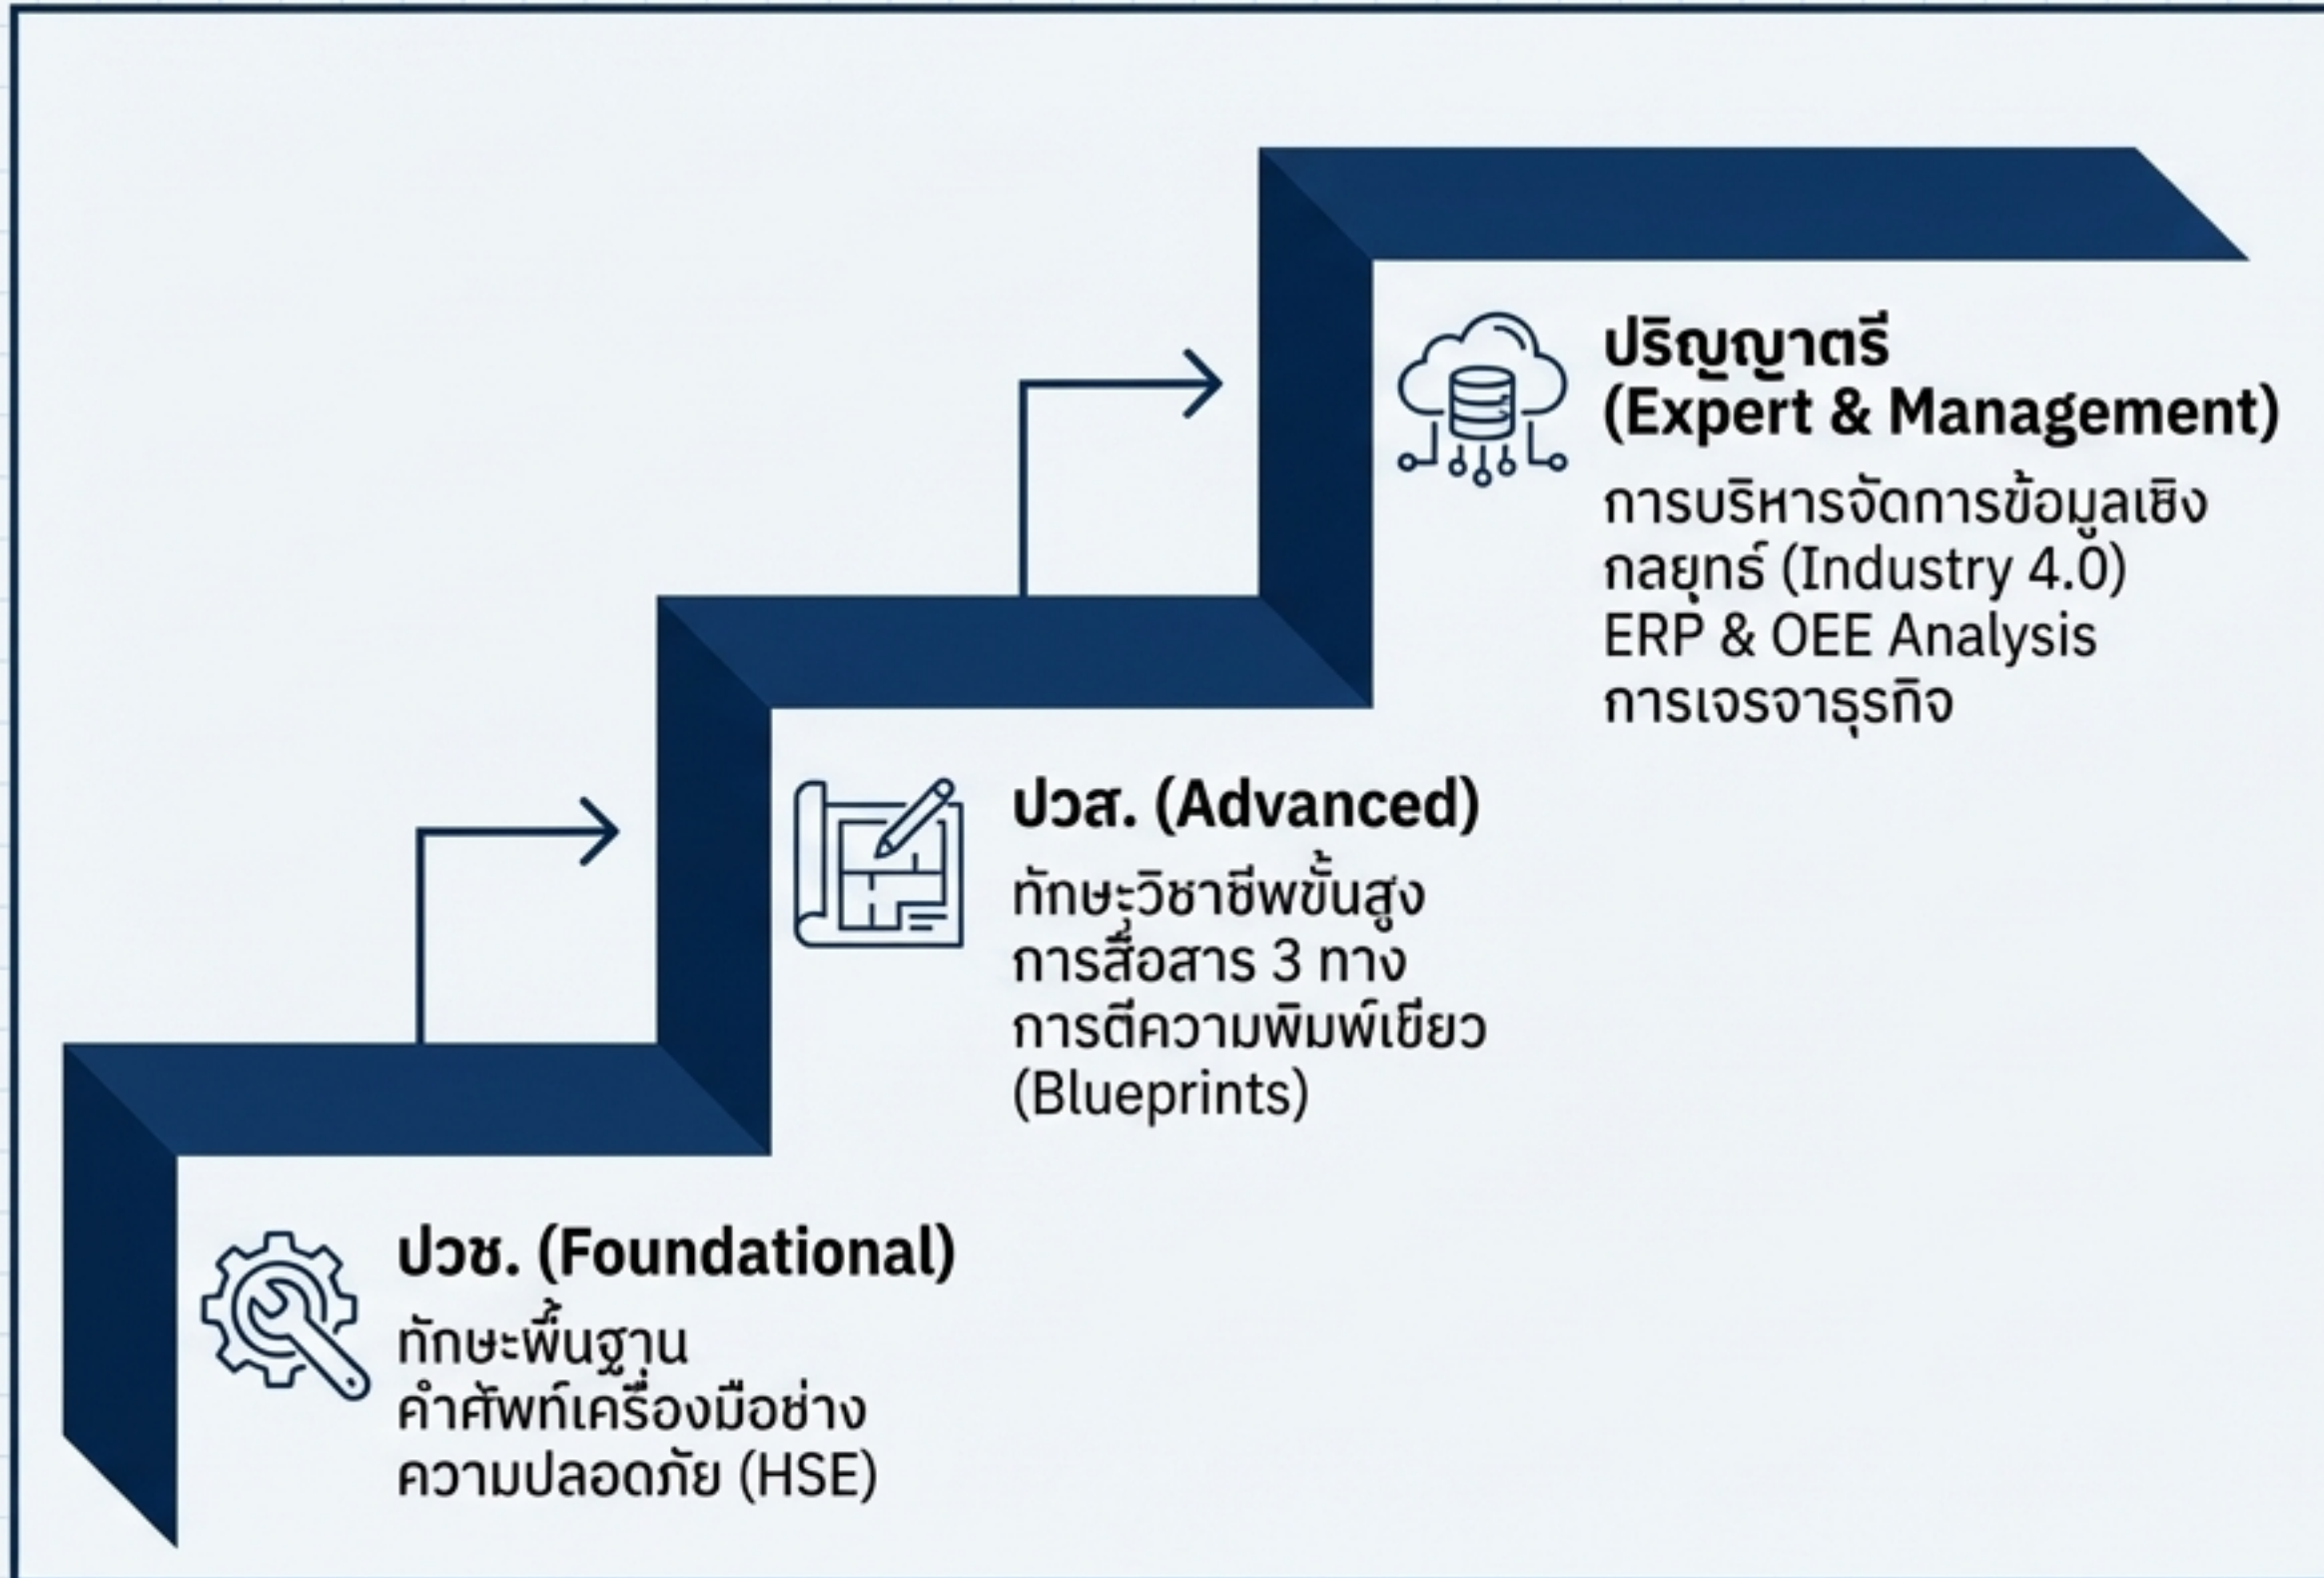 ปริญญาตรี
(Expert & Management)
การบริหารจัดการข้อมูลเชิง
กลยุทธ์ (Industry 4.0)
ERP & OEE Analysis
การเจรจาธุรกิจ
ปวส. (Advanced)
ทักษะวิชาชีพขั้นสูง
การสื่อสาร 3 ทาง
การตีความพิมพ์เขียว
(Blueprints)
ปวช. (Foundational)
ทักษะพื้นฐาน
คำศัพท์เครื่องมือช่าง
ความปลอดภัย (HSE)